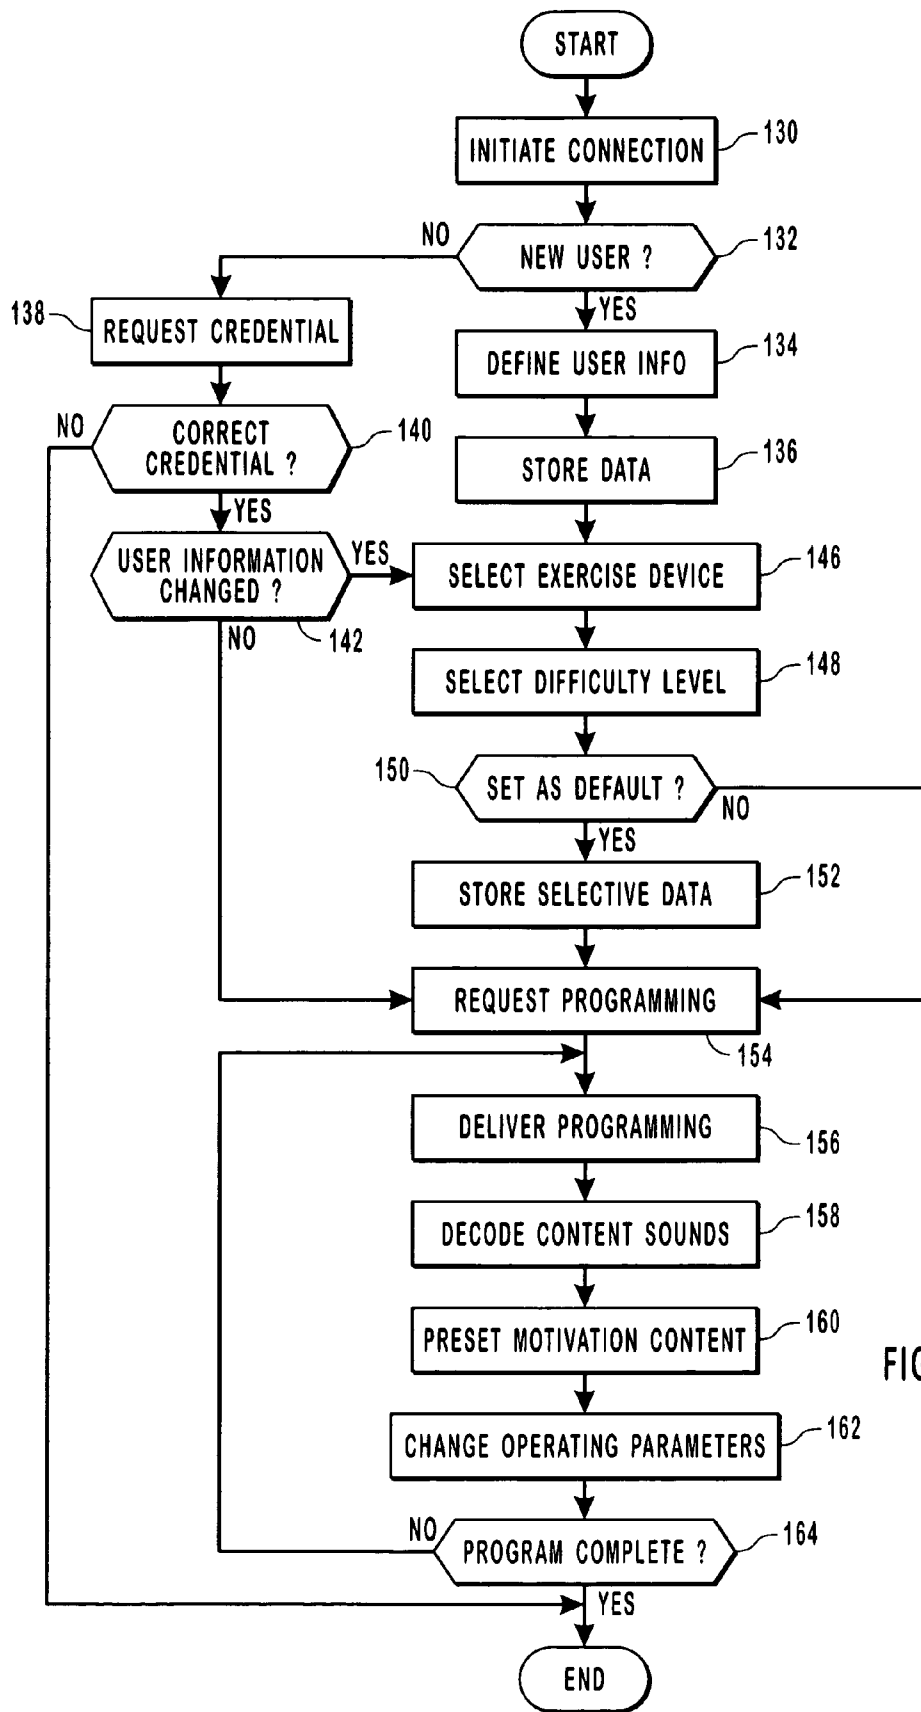 START
INITIATE CONNECTION
130
NO
NEW USER ?
132
YES
138
REQUEST CREDENTIAL
DEFINE USER INFO
134
NO
CORRECT
CREDENTIAL ?
140
STORE DATA
136
YES
USER INFORMATION
CHANGED ?
YES
142
NO
SELECT EXERCISE DEVICE
146
SELECT DIFFICULTY LEVEL
148
150
SET AS DEFAULT ?
NO
YES
STORE SELECTIVE DATA
152
REQUEST PROGRAMMING
154
DELIVER PROGRAMMING
156
DECODE CONTENT SOUNDS
158
PRESET MOTIVATION CONTENT
160
FIG
CHANGE OPERATING PARAMETERS
162
NO
PROGRAM COMPLETE ?
164
YES
END